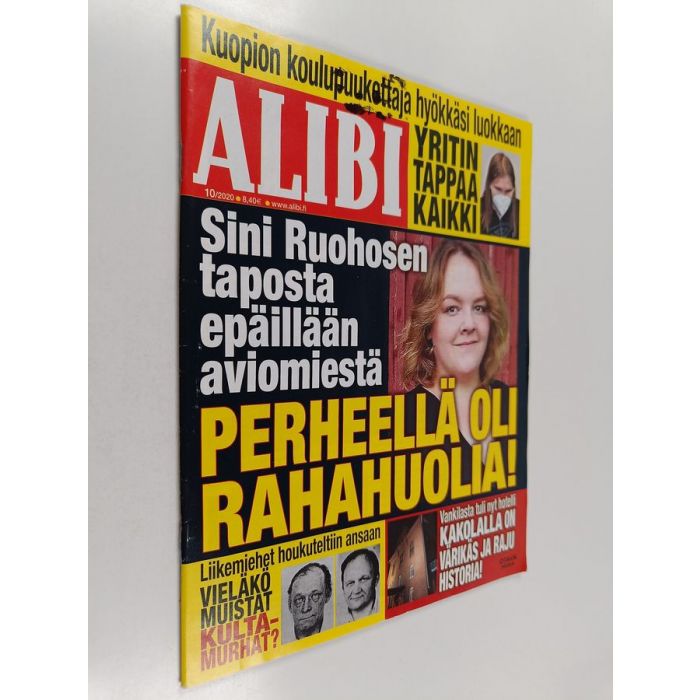 Kuopion koulupuukottaja hyökkäsi luokkaan
ALIBI
10/2020 • 8,40€ • www.alibi.fi
YRITIN
TAPPAA
KAIKKI
Sini Ruohosen
taposta
epäillään
aviomiestä
PERHEELLÄ OLI
RAHAHUOLIA!
Liikemiehet houkuteltiin ansaan
VIELÄKÖ
MUISTAT
KULTA-
MURHAT?
Vankilasta tuli nyt hotelli
KAKOLALLA ON
VÄRIKÄS JA RAJU
HISTORIA!